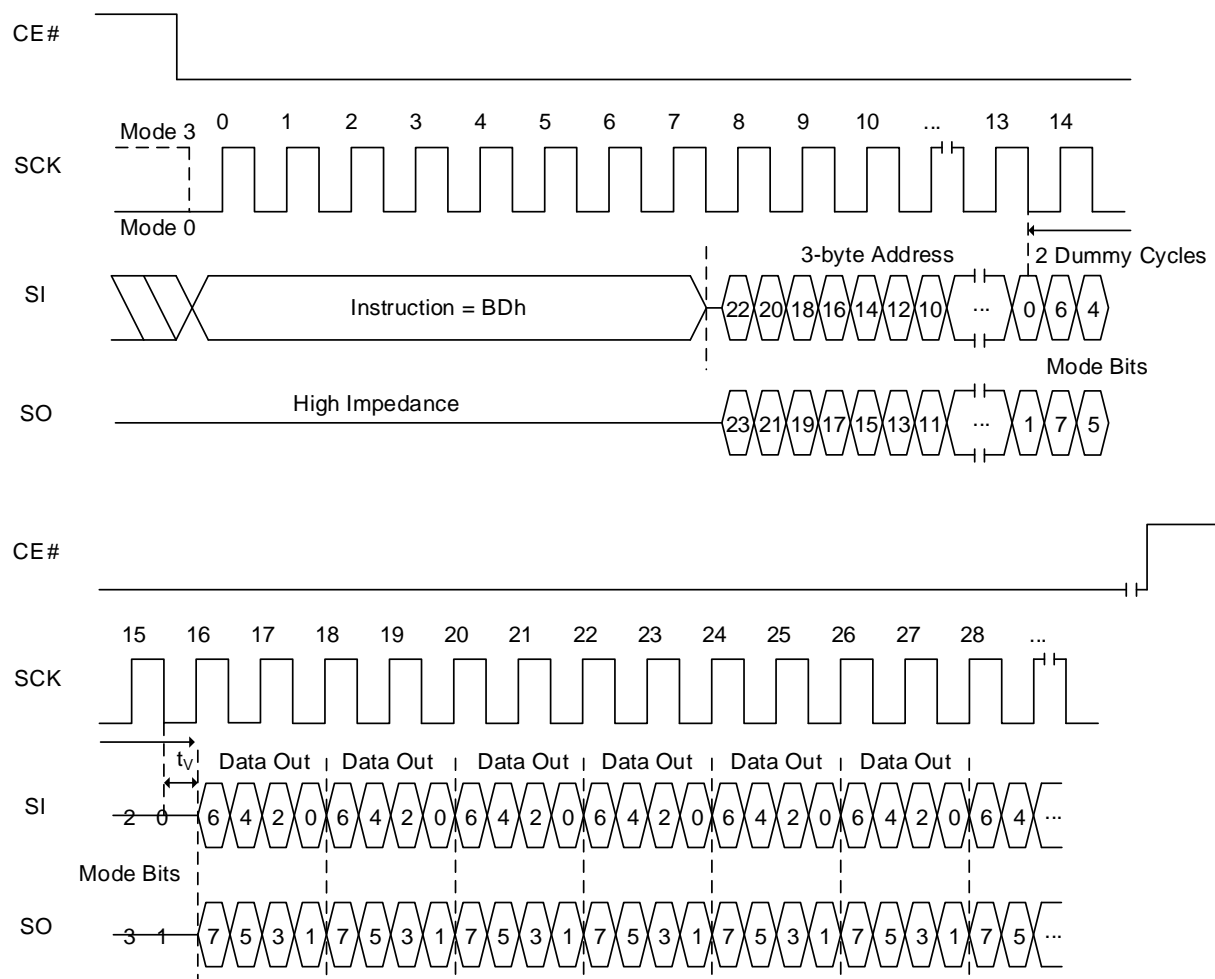 CE#
Mode 3 0 1 2 3 4 5 6 7 8 9 10 ... 13 14
SCK
Mode 0
3-byte Address 2 Dummy Cycles
SI Instruction = BDh 22 20 18 16 14 12 10 ... 0 6 4
Mode Bits
SO High Impedance 23 21 19 17 15 13 11 ... 1 7 5
CE#
15 16 17 18 19 20 21 22 23 24 25 26 27 28 ...
SCK
tV Data Out Data Out Data Out Data Out Data Out Data Out
SI 2 0 6 4 2 0 6 4 2 0 6 4 2 0 6 4 2 0 6 4 2 0 6 4 2 0 6 4 ...
Mode Bits
SO 3 1 7 5 3 1 7 5 3 1 7 5 3 1 7 5 3 1 7 5 3 1 7 5 3 1 7 5 ...